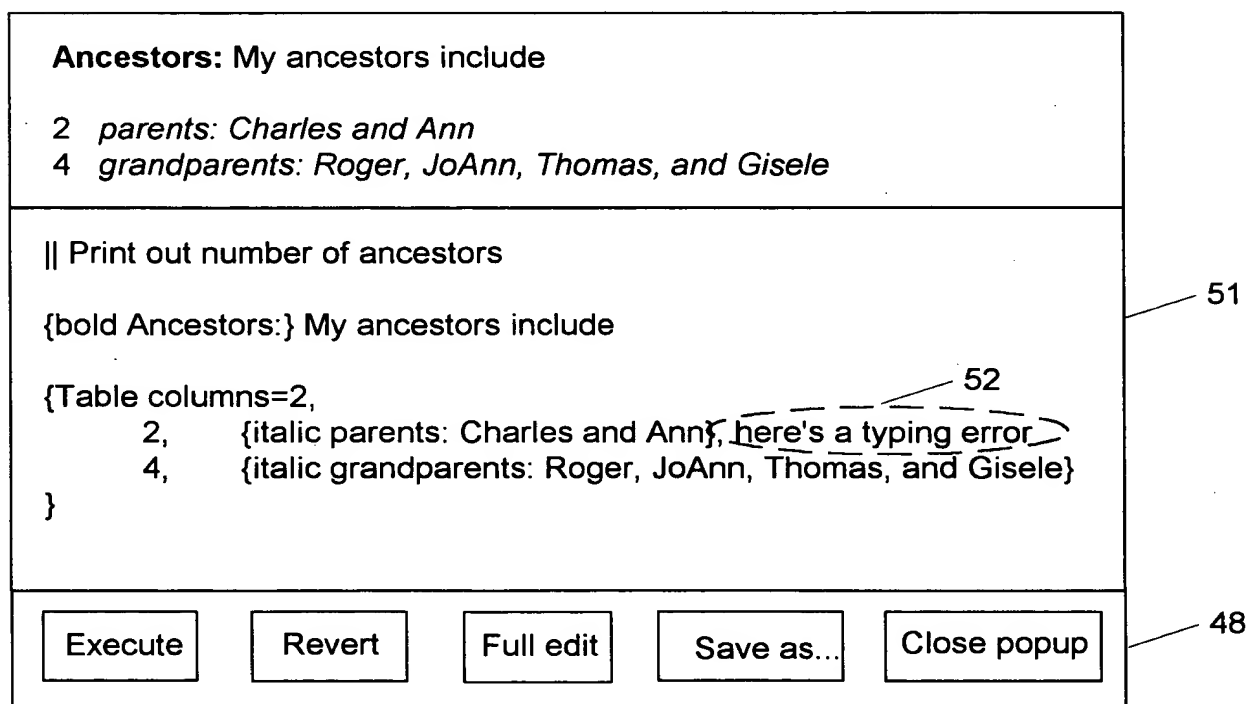 Ancestors: My ancestors include
2 parents: Charles and Ann
4 grandparents: Roger, JoAnn, Thomas, and Gisele
|| Print out number of ancestors
51
{bold Ancestors:} My ancestors include
52
{Table columns=2,
2, {italic parents: Charles and Ann}, here's a typing error
4, {italic grandparents: Roger, JoAnn, Thomas, and Gisele}
}
Execute Revert Full edit Save as... Close popup 48